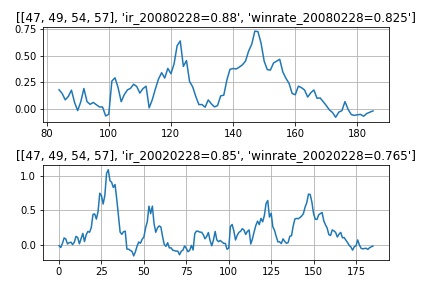 [[47, 49, 54, 57], 'ir_20080228=0.88', 'winrate_20080228=0.825']
0.75
0.50
0.25
0.00
80 100 120 140 160 180
[[47, 49, 54, 57], 'ir_20020228=0.85', 'winrate_20020228=0.765']
1.0
0.5
0.0
0 25 50 75 100 125 150 175